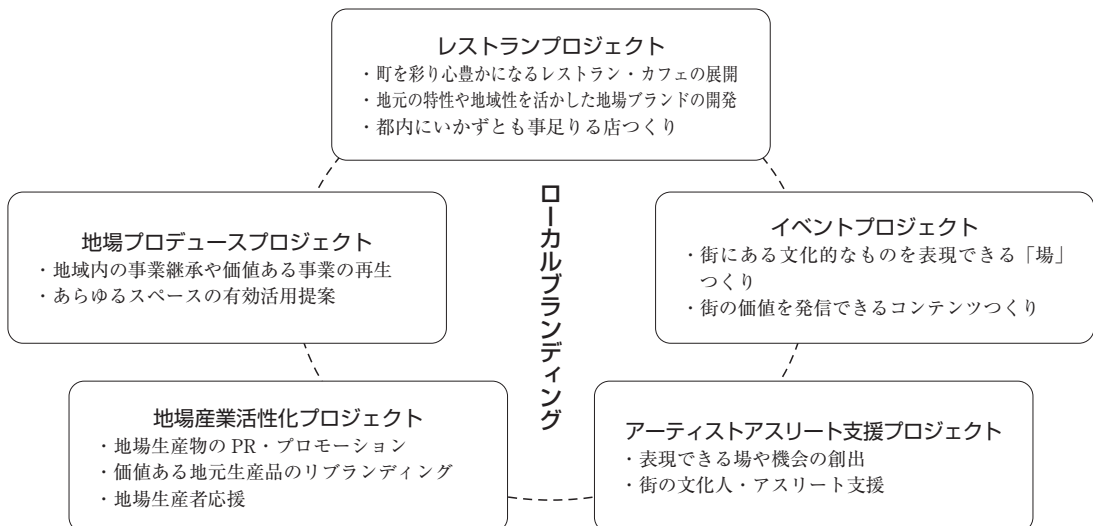 レストランプロジェクト
・町を彩り心豊かになるレストラン・カフェの展開
・地元の特性や地域性を活かした地場ブランドの開発
・都内にいかずとも事足りる店つくり
ローカルブランディング
地場プロデュースプロジェクト
・地域内の事業継承や価値ある事業の再生
・あらゆるスペースの有効活用提案
イベントプロジェクト
・街にある文化的なものを表現できる「場」
つくり
・街の価値を発信できるコンテンツつくり
地場産業活性化プロジェクト
・地場生産物の PR・プロモーション
・価値ある地元生産品のリブランディング
・地場生産者応援
アーティストアスリート支援プロジェクト
・表現できる場や機会の創出
・街の文化人・アスリート支援